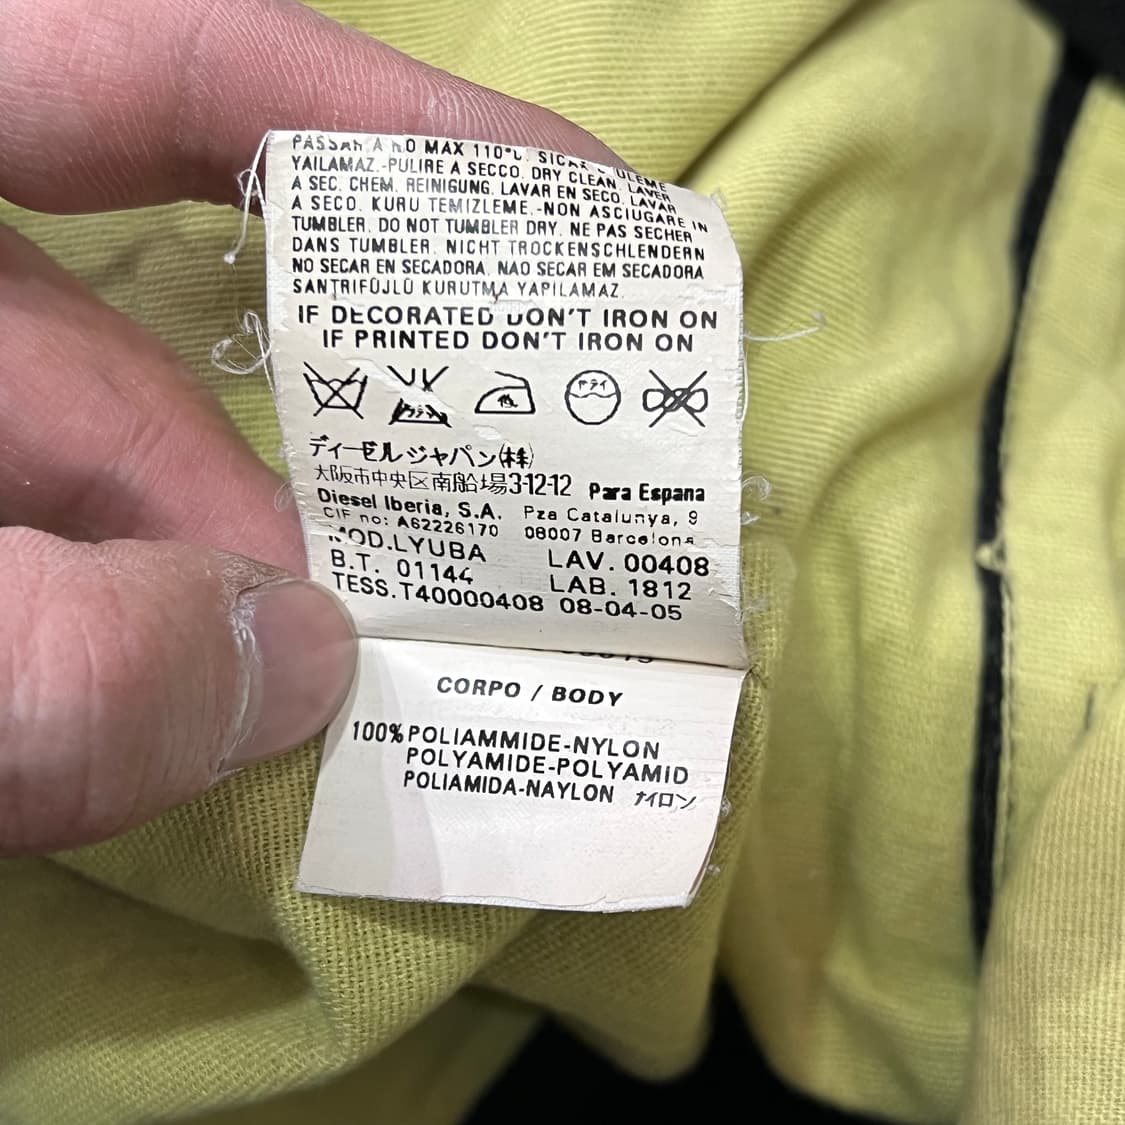 PASSAR A NO MAX 110°C. SICAK ÜTÜLEME
YAILAMAZ.-PULIRE A SECCO. DRY CLEAN. LAVER
A SEC. CHEM. REINIGUNG. LAVAR EN SECO. LAVAR
A SECO. KURU TEMIZLEME.-NON ASCIUGARE IN
TUMBLER. DO NOT TUMBLER DRY. NE PAS SECHER
DANS TUMBLER. NICHT TROCKENSCHLENDERN
NO SECAR EN SECADORA. NAO SECAR EM SECADORA
SANTRIFÜJLÜ KURUTMA YAPILAMAZ.
IF DECORATED DON'T IRON ON
IF PRINTED DON'T IRON ON
ドライ
ディーゼルジャパン(株)
大阪市中央区南船場3-12-12 Para Espana
Diesel Iberia, S.A. Pza Catalunya, 9
CIF no: A62226170 08007 Barcelona
MOD.LYUBA LAV. 00408
B.T. 01144 LAB. 1812
TESS.T40000408 08-04-05
CORPO / BODY
100% POLIAMMIDE-NYLON
POLYAMIDE-POLYAMID
POLIAMIDA-NAYLON ナイロン